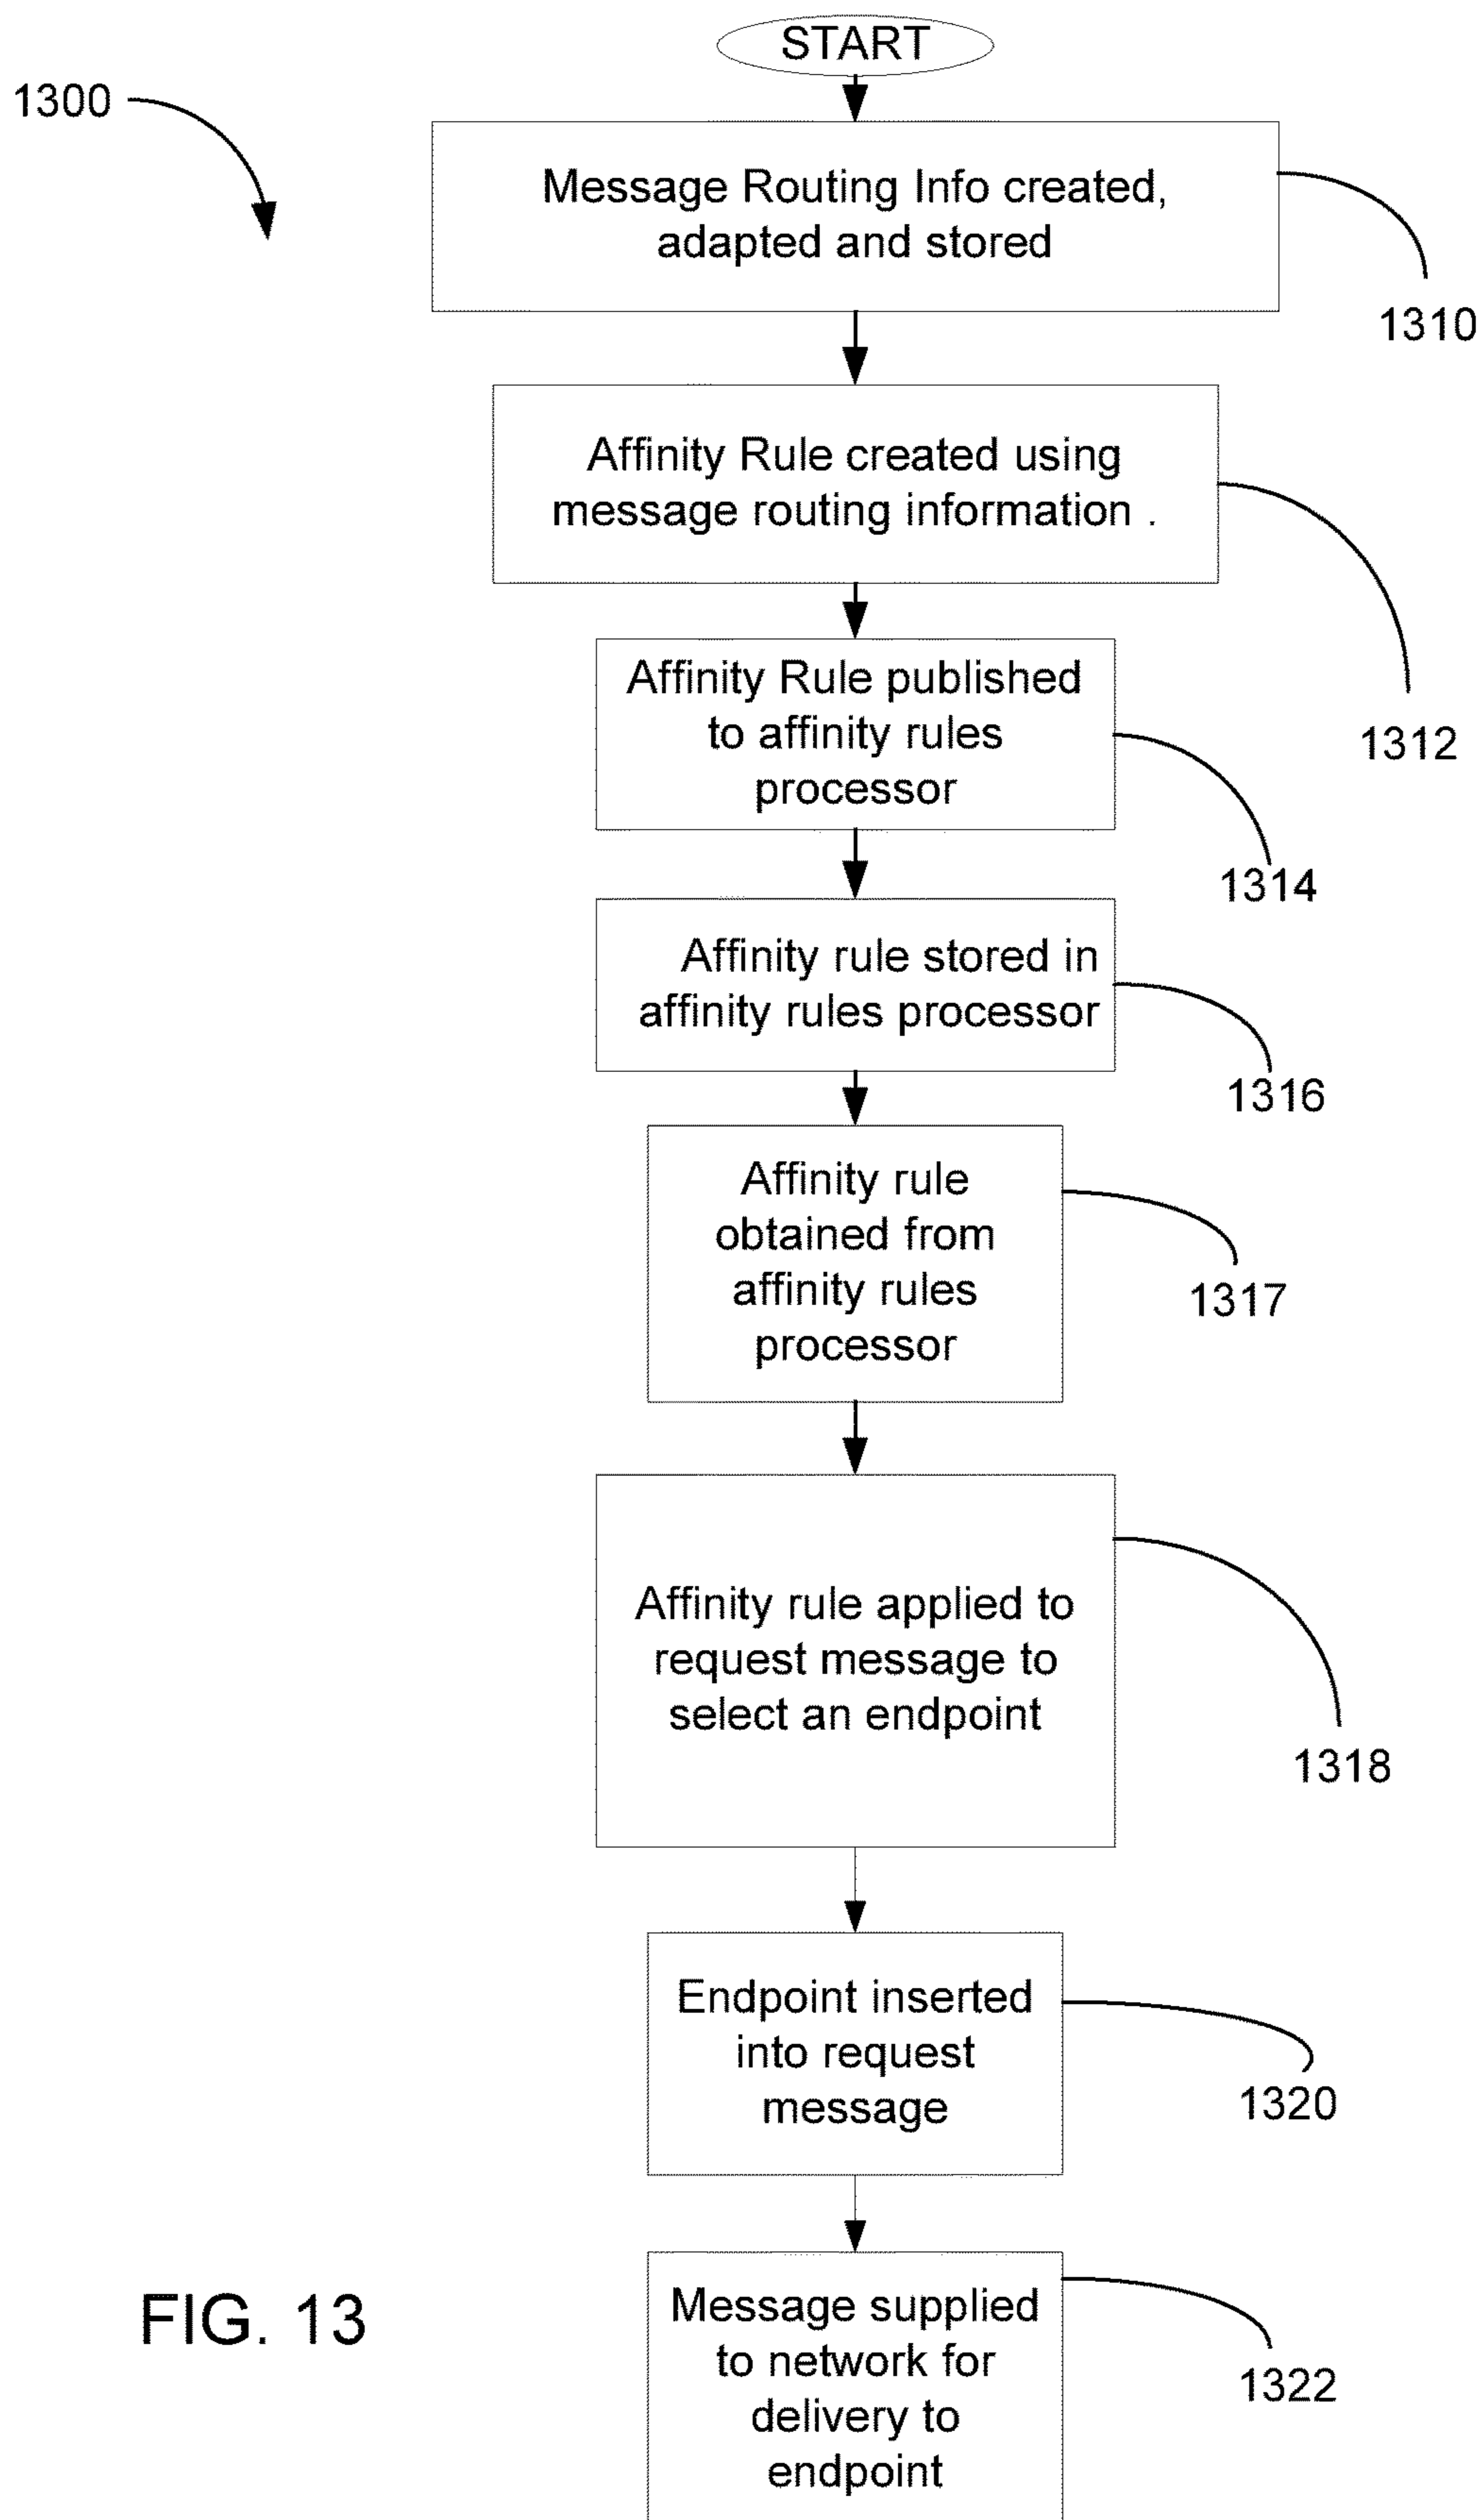 START
1300
Message Routing Info created,
adapted and stored
1310
Affinity Rule created using
message routing information .
1312
Affinity Rule published
to affinity rules
processor
1314
Affinity rule stored in
affinity rules processor
1316
Affinity rule
obtained from
affinity rules
processor
1317
Affinity rule applied to
request message to
select an endpoint
1318
Endpoint inserted
into request
message
1320
Message supplied
to network for
delivery to
endpoint
1322
FIG. 13